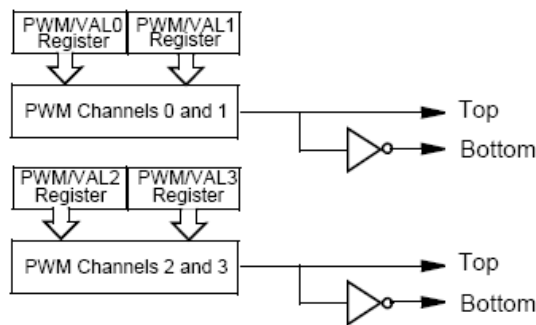 PWM/VAL0 PWM/VAL1
Register Register
PWM Channels 0 and 1
Top
Bottom
PWM/VAL2 PWM/VAL3
Register Register
PWM Channels 2 and 3
Top
Bottom